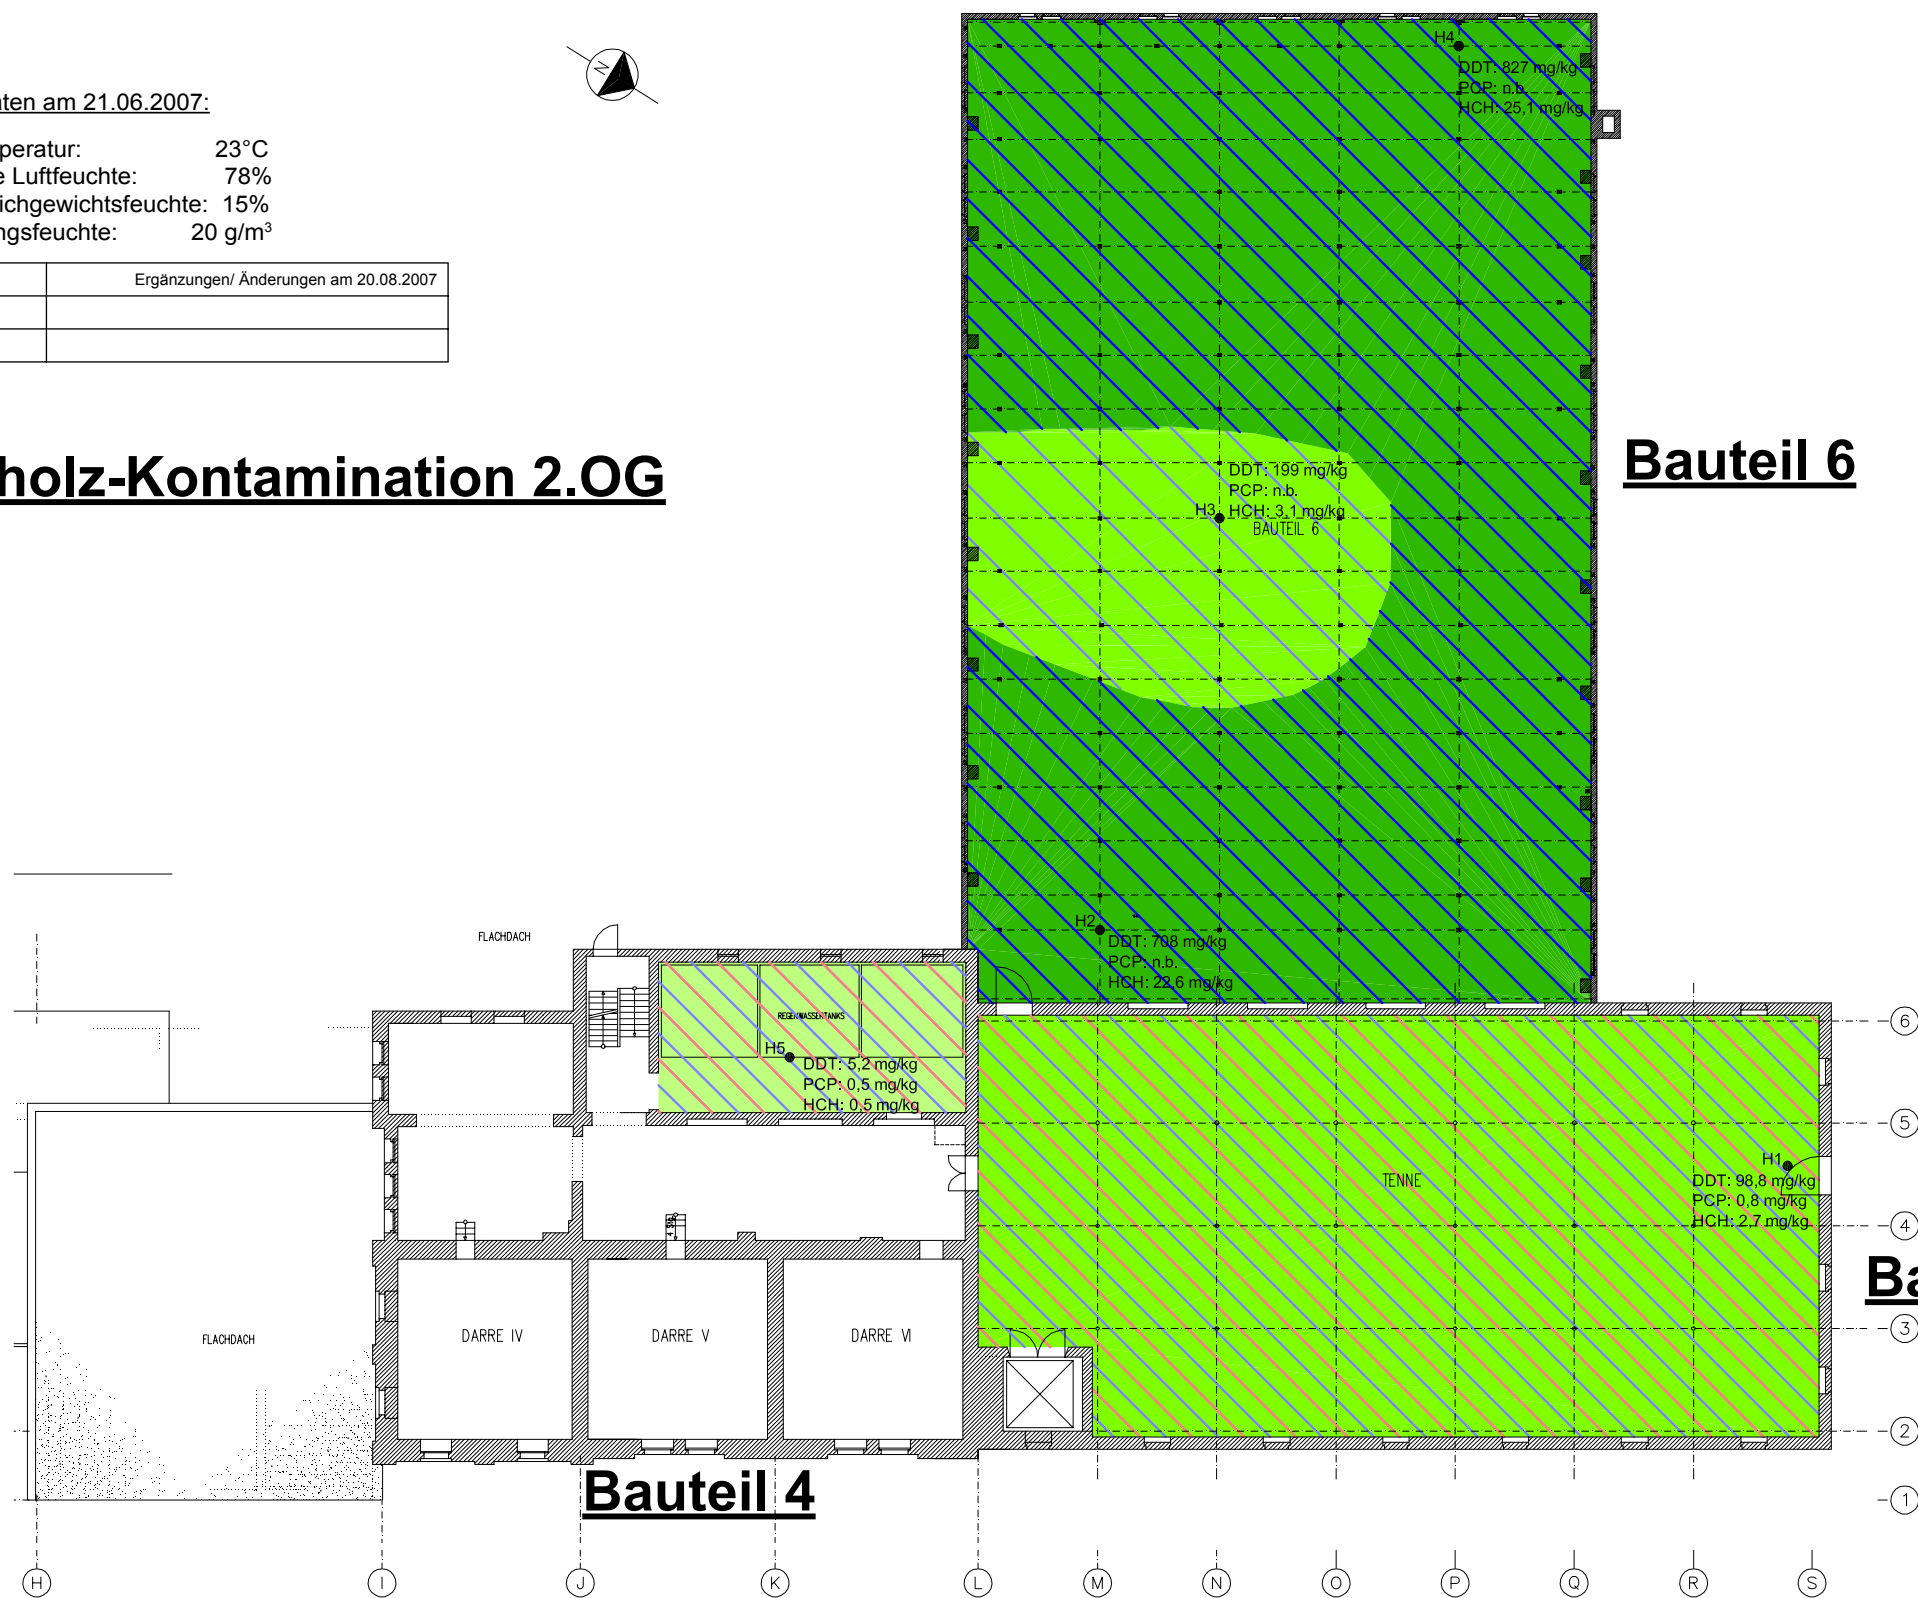 N
aten am 21.06.2007:
peratur: 23°C
e Luftfeuchte: 78%
ichgewichtsfeuchte: 15%
ngsfeuchte: 20 g/m³
Ergänzungen/ Änderungen am 20.08.2007
holz-Kontamination 2.OG
Bauteil 6
H4
DDT: 827 mg/kg
PCP: n.b.
HCH: 25,1 mg/kg
DDT: 199 mg/kg
PCP: n.b.
H3 HCH: 3,1 mg/kg
BAUTEIL 6
H2
DDT: 708 mg/kg
PCP: n.b.
HCH: 22,6 mg/kg
FLACHDACH
REGENWASSERTANKS
H5
DDT: 5,2 mg/kg
PCP: 0,5 mg/kg
HCH: 0,5 mg/kg
TENNE
H1
DDT: 98,8 mg/kg
PCP: 0,8 mg/kg
HCH: 2,7 mg/kg
4 STG
FLACHDACH
DARRE IV
DARRE V
DARRE VI
Ba
Bauteil 4
6
5
4
3
2
1
H I J K L M N O P Q R S